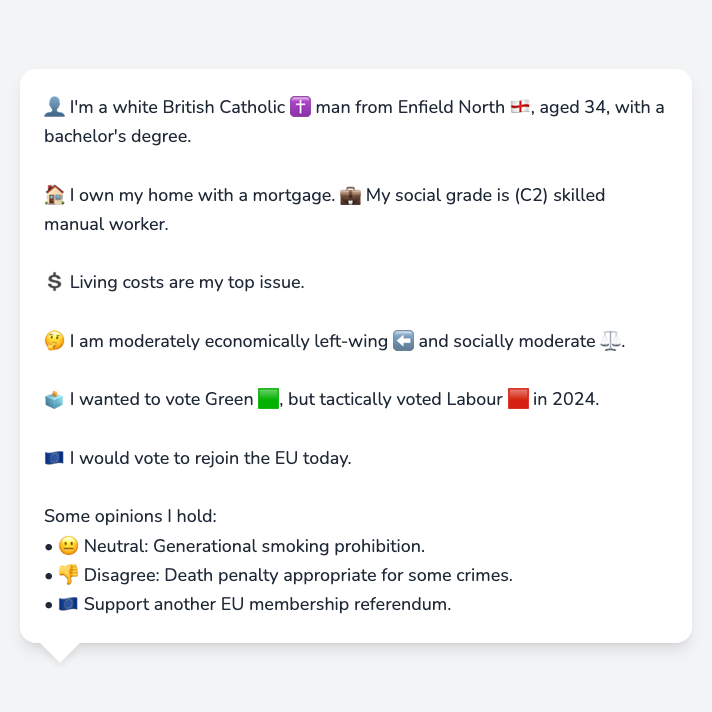 👤 I'm a white British Catholic ✝️ man from Enfield North 🏴󠁧󠁢󠁥󠁮󠁧󠁿, aged 34, with a
bachelor's degree.
🏠 I own my home with a mortgage. 💼 My social grade is (C2) skilled
manual worker.
💲 Living costs are my top issue.
🤔 I am moderately economically left-wing ⬅️ and socially moderate ⚖️.
🗳️ I wanted to vote Green 🟩, but tactically voted Labour 🟥 in 2024.
🇪🇺 I would vote to rejoin the EU today.
Some opinions I hold:
• 😐 Neutral: Generational smoking prohibition.
• 👎 Disagree: Death penalty appropriate for some crimes.
• 🇪🇺 Support another EU membership referendum.